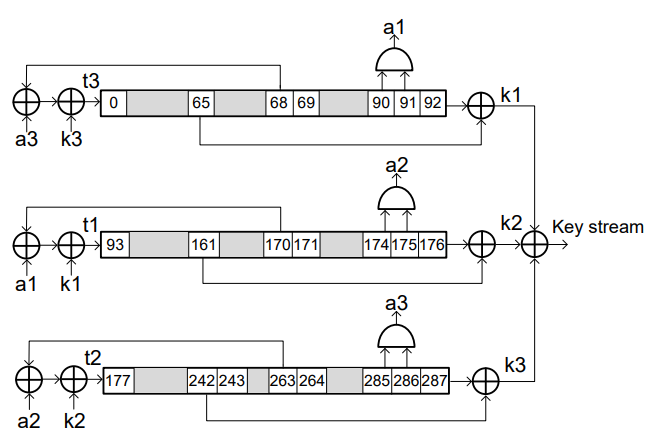 a1
t3
0 65 68 69 90 91 92
k1
a3 k3
a2
t1
93 161 170 171 174 175 176
k2
Key stream
a1 k1
a3
t2
177 242 243 263 264 285 286 287
k3
a2 k2